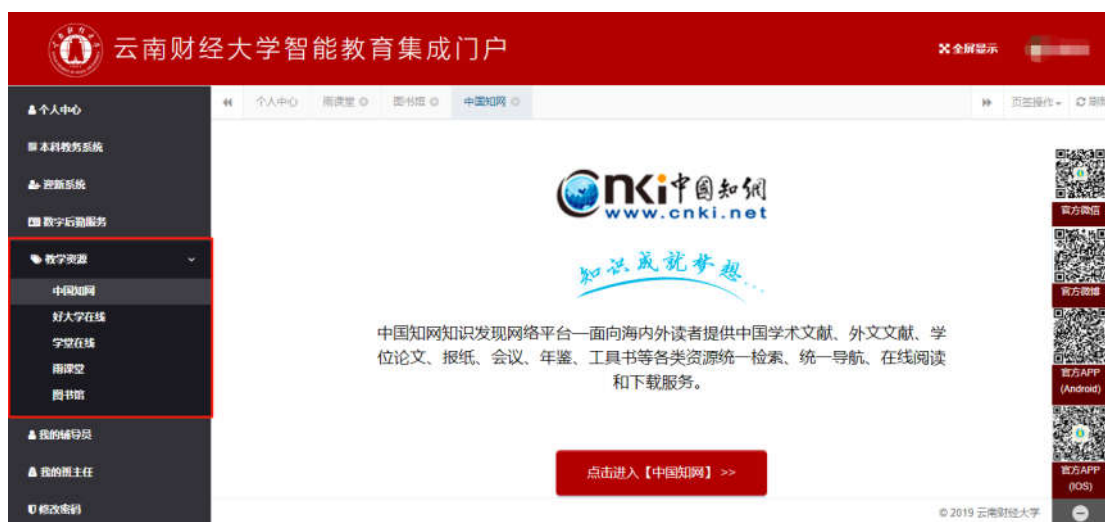 云南财经大学智能教育集成门户
全屏显示
个人中心
雨课堂
图书馆
中国知网
页签操作
刷新
个人中心
本科教务系统
迎新系统
数字后勤服务
教学资源
中国知网
好大学在线
学堂在线
雨课堂
图书馆
我的辅导员
我的班主任
修改密码
cnki中国知网
www.cnki.net
知识成就梦想...
中国知网知识发现网络平台—面向海内外读者提供中国学术文献、外文文献、学
位论文、报纸、会议、年鉴、工具书等各类资源统一检索、统一导航、在线阅读
和下载服务。
点击进入【中国知网】 >>
© 2019 云南财经大学
官方微信
官方微博
官方APP
(Android)
官方APP
(IOS)